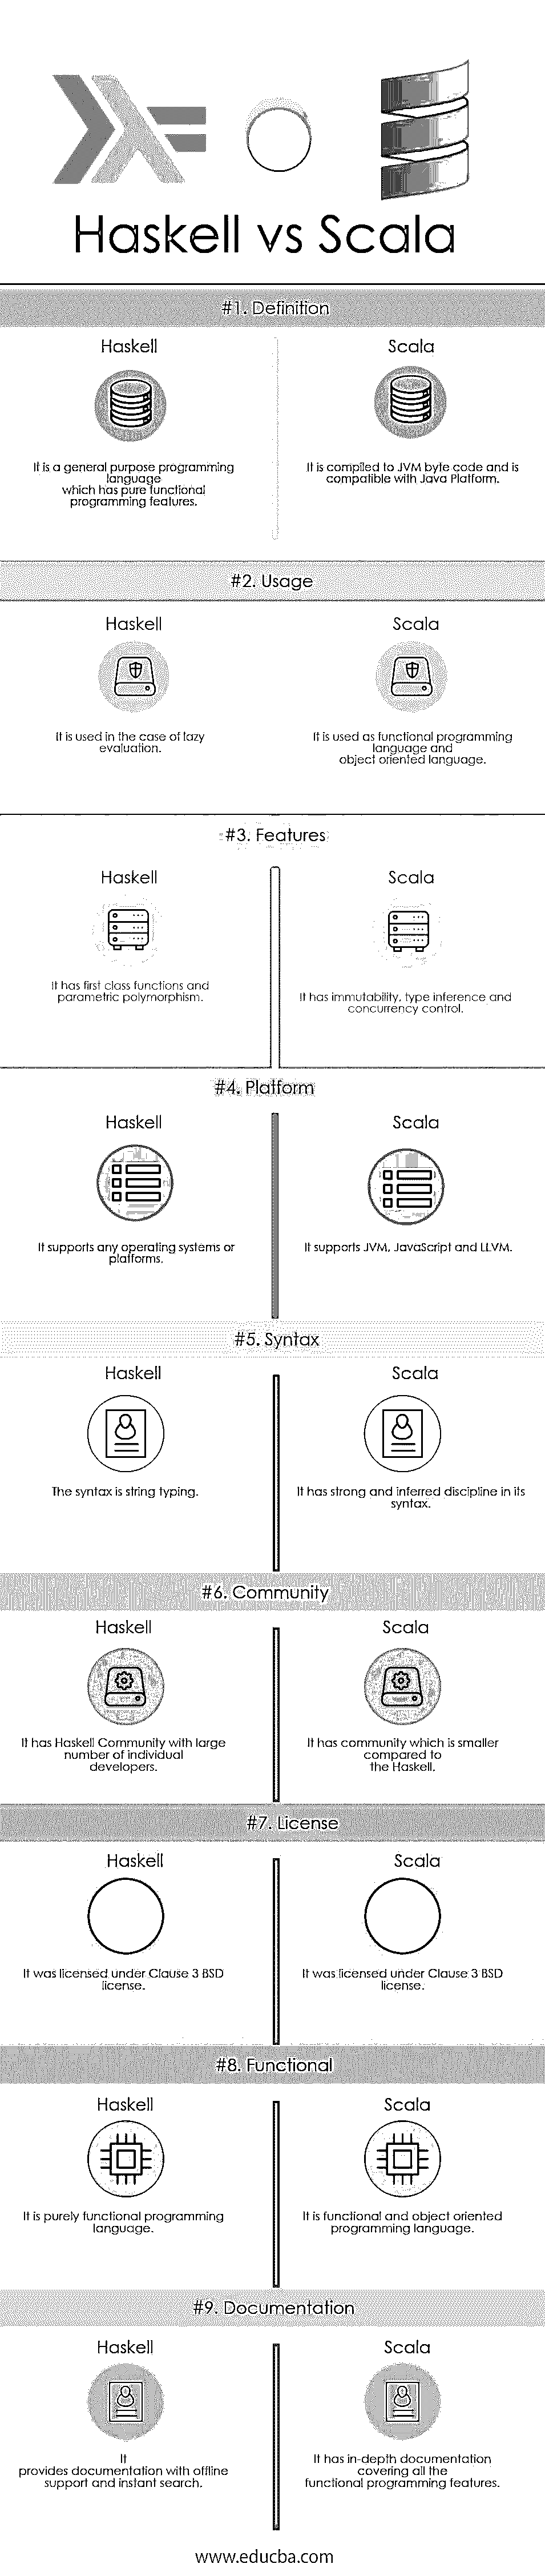 Haskell vs Scala
#1. Definition
Haskell
Scala
It is a general purpose programming
language
which has pure functional
programming features.
It is compiled to JVM byte code and is
compatible with Java Platform.
#2. Usage
Haskell
Scala
It is used in the case of lazy
evaluation.
It is used as functional programming
language and
object oriented language.
#3. Features
Haskell
Scala
It has first class functions and
parametric polymorphism.
It has immutability, type inference and
concurrency control.
#4. Platform
Haskell
Scala
It supports any operating systems or
platforms.
It supports JVM, JavaScript and LLVM.
#5. Syntax
Haskell
Scala
The syntax is string typing.
It has strong and inferred discipline in its
syntax.
#6. Community
Haskell
Scala
It has Haskell Community with large
number of individual
developers.
It has community which is smaller
compared to
the Haskell.
#7. License
Haskell
Scala
It was licensed under Clause 3 BSD
license.
It was licensed under Clause 3 BSD
license.
#8. Functional
Haskell
Scala
It is purely functional programming
language.
It is functional and object oriented
programming language.
#9. Documentation
Haskell
Scala
It
provides documentation with offline
support and instant search.
It has in-depth documentation
covering all the
functional programming features.
www.educba.com